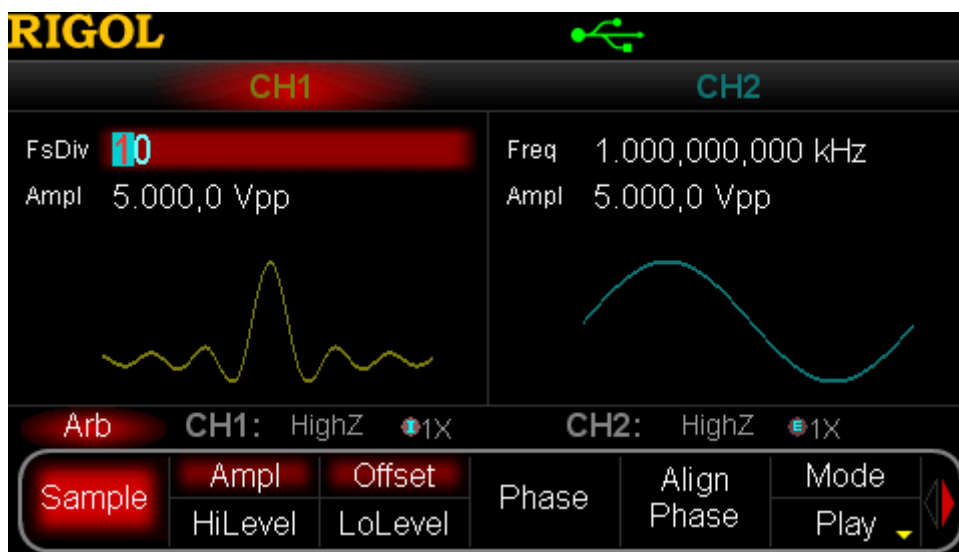 RIGOL
CH1 CH2
FsDiv 10 Freq 1.000,000,000 kHz
Ampl 5.000,0 Vpp Ampl 5.000,0 Vpp
Arb CH1: HighZ I 1X CH2: HighZ E 1X
Sample Ampl Offset Phase Align Phase Mode
HiLevel LoLevel Play